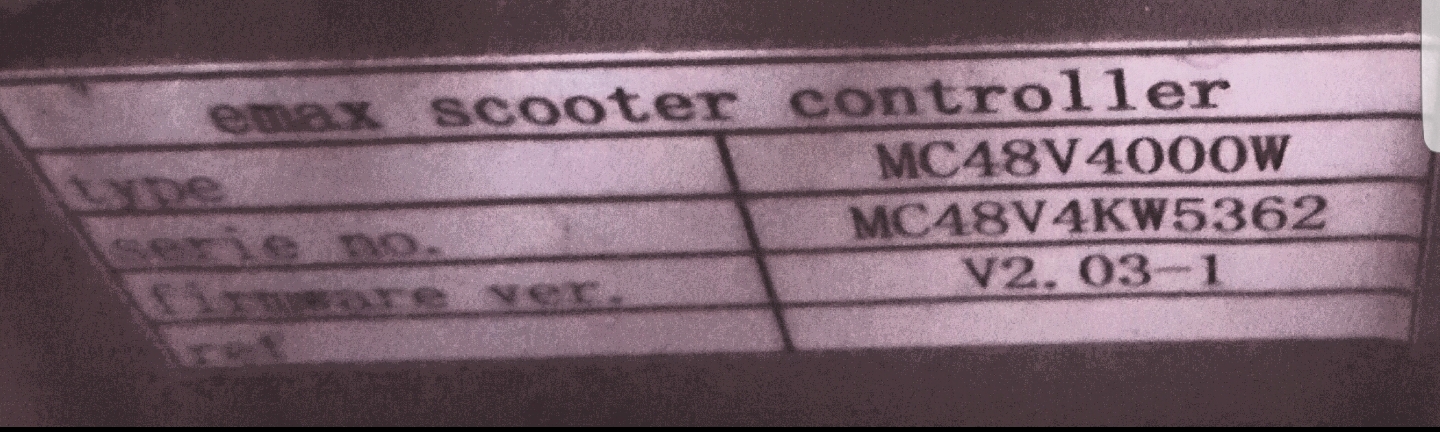 emax scooter controller
type MC48V4000W
serie no. MC48V4KW5362
firmware ver. V2.03-1
ref